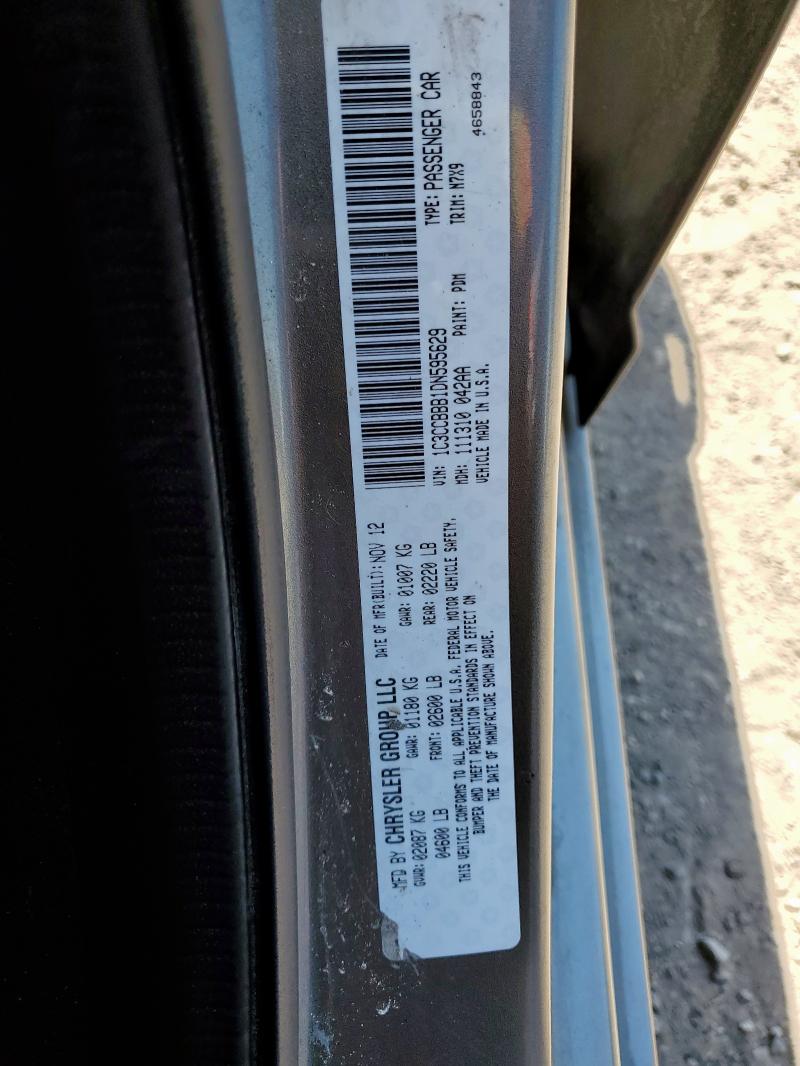 MFD BY CHRYSLER GROUP LLC DATE OF MFR(BUILT): NOV 12
GVWR: 02087 KG GAWR: 01180 KG GAWR: 01007 KG
04600 LB FRONT: 02600 LB REAR: 02220 LB
THIS VEHICLE CONFORMS TO ALL APPLICABLE U.S.A. FEDERAL MOTOR VEHICLE SAFETY,
BUMPER AND THEFT PREVENTION STANDARDS IN EFFECT ON
THE DATE OF MANUFACTURE SHOWN ABOVE.
VIN: 1C3CCBBB1DN595629 TYPE: PASSENGER CAR
MDH: 111310 042AA PAINT: PDM TRIM: N7X9
VEHICLE MADE IN U.S.A. 4658843